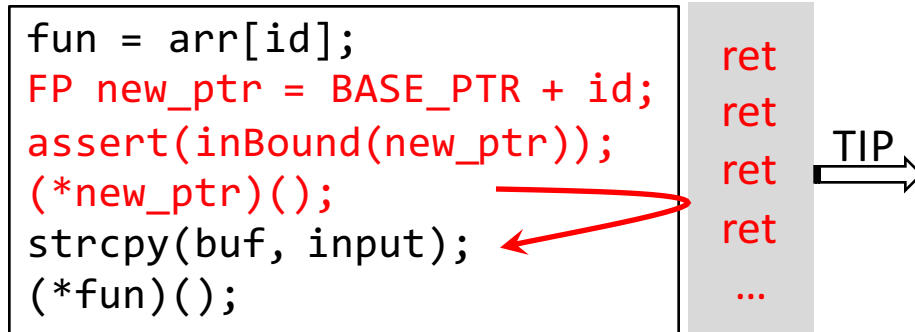 fun = arr[id];
FP new_ptr = BASE_PTR + id;
assert(inBound(new_ptr));
(*new_ptr)();
strcpy(buf, input);
(*fun)();
ret
ret
ret
ret
...
TIP